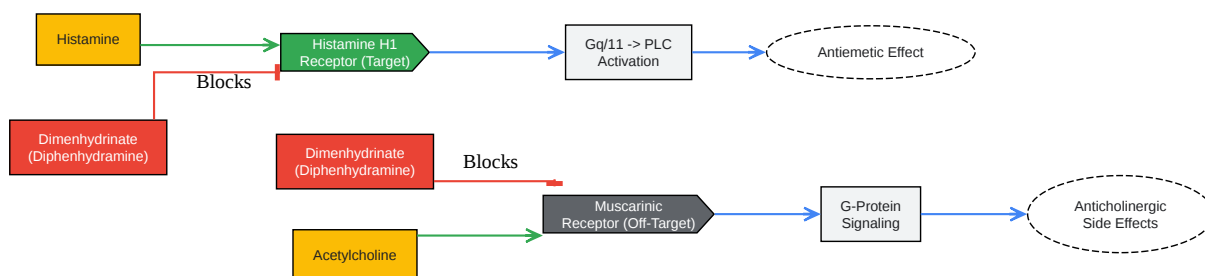 Histamine
Histamine H1
Receptor (Target)
Gq/11 -> PLC
Activation
Antiemetic Effect
Blocks
Dimenhydrinate
(Diphenhydramine)
Dimenhydrinate
(Diphenhydramine)
Blocks
Muscarinic
Receptor (Off-Target)
G-Protein
Signaling
Anticholinergic
Side Effects
Acetylcholine